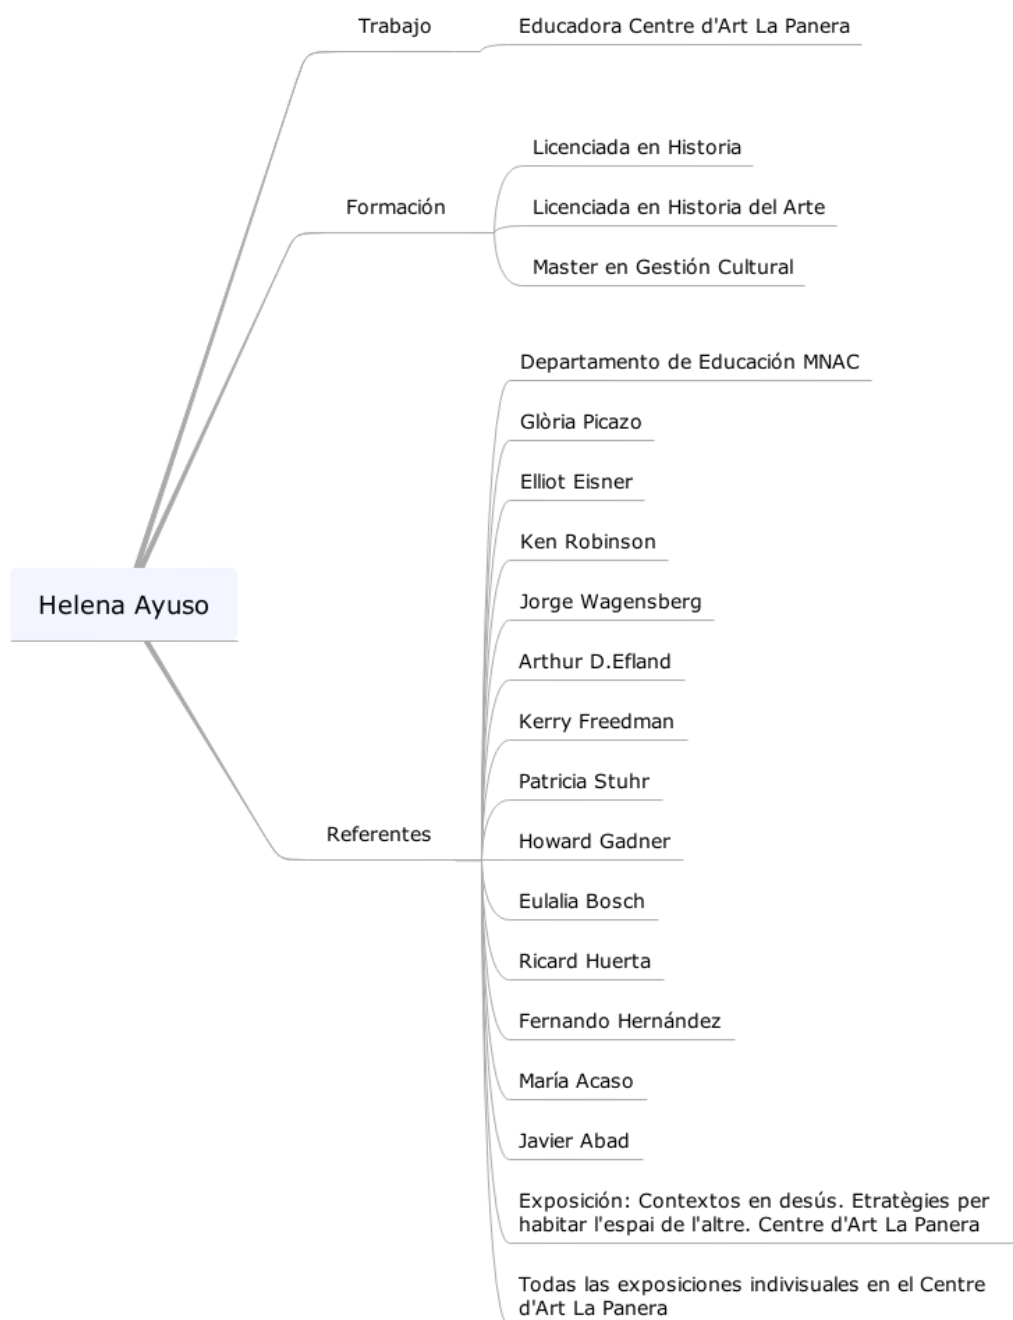 Trabajo
Educadora Centre d'Art La Panera
Formación
Licenciada en Historia
Licenciada en Historia del Arte
Master en Gestión Cultural
Helena Ayuso
Referentes
Departamento de Educación MNAC
Glòria Picazo
Elliot Eisner
Ken Robinson
Jorge Wagensberg
Arthur D.Efland
Kerry Freedman
Patricia Stuhr
Howard Gadner
Eulalia Bosch
Ricard Huerta
Fernando Hernández
María Acaso
Javier Abad
Exposición: Contextos en desús. Etratègies per
habitar l'espai de l'altre. Centre d'Art La Panera
Todas las exposiciones indivisuales en el Centre
d'Art La Panera